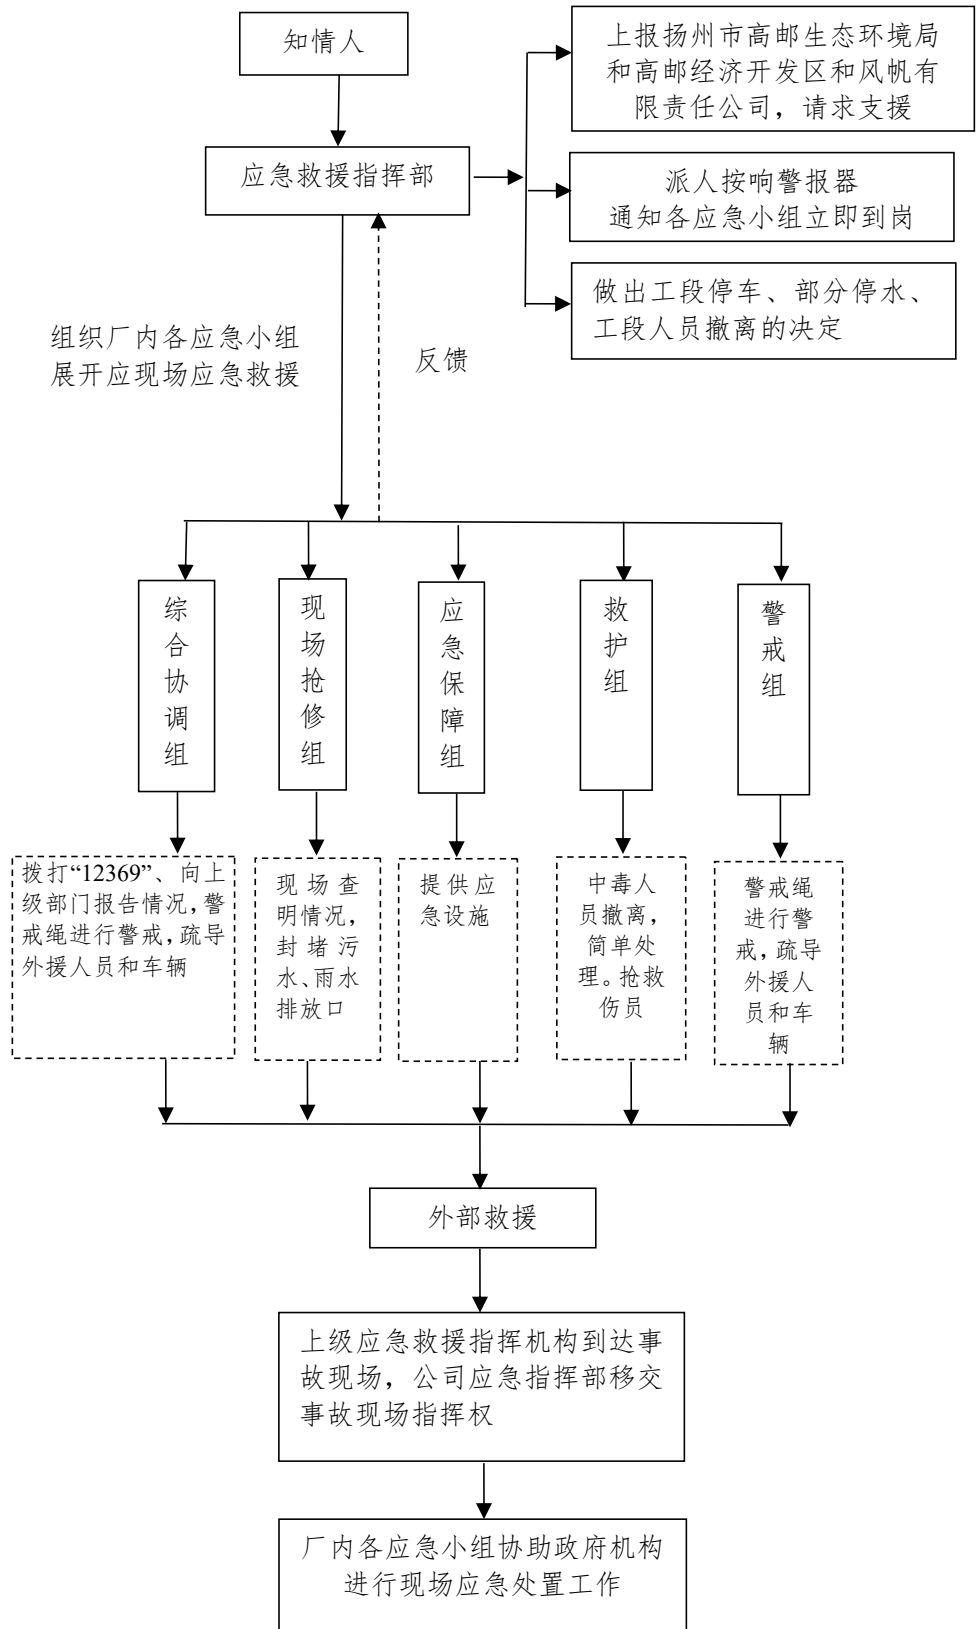 知情人
上报扬州市高邮生态环境局
和高邮经济开发区和风帆有
限责任公司，请求支援
应急救援指挥部
派人按响警报器
通知各应急小组立即到岗
做出工段停车、部分停水、
工段人员撤离的决定
组织厂内各应急小组
展开应现场应急救援
反馈
综合协调组
现场抢修组
应急保障组
救护组
警戒组
拨打“12369”、向上
级部门报告情况，警
戒绳进行警戒，疏导
外援人员和车辆
现场查
明情况，
封堵污
水、雨水
排放口
提供应
急设施
中毒人
员撤离，
简单处
理。抢救
伤员
警戒绳
进行警
戒，疏导
外援人
员和车
辆
外部救援
上级应急救援指挥机构到达事
故现场，公司应急指挥部移交
事故现场指挥权
厂内各应急小组协助政府机构
进行现场应急处置工作